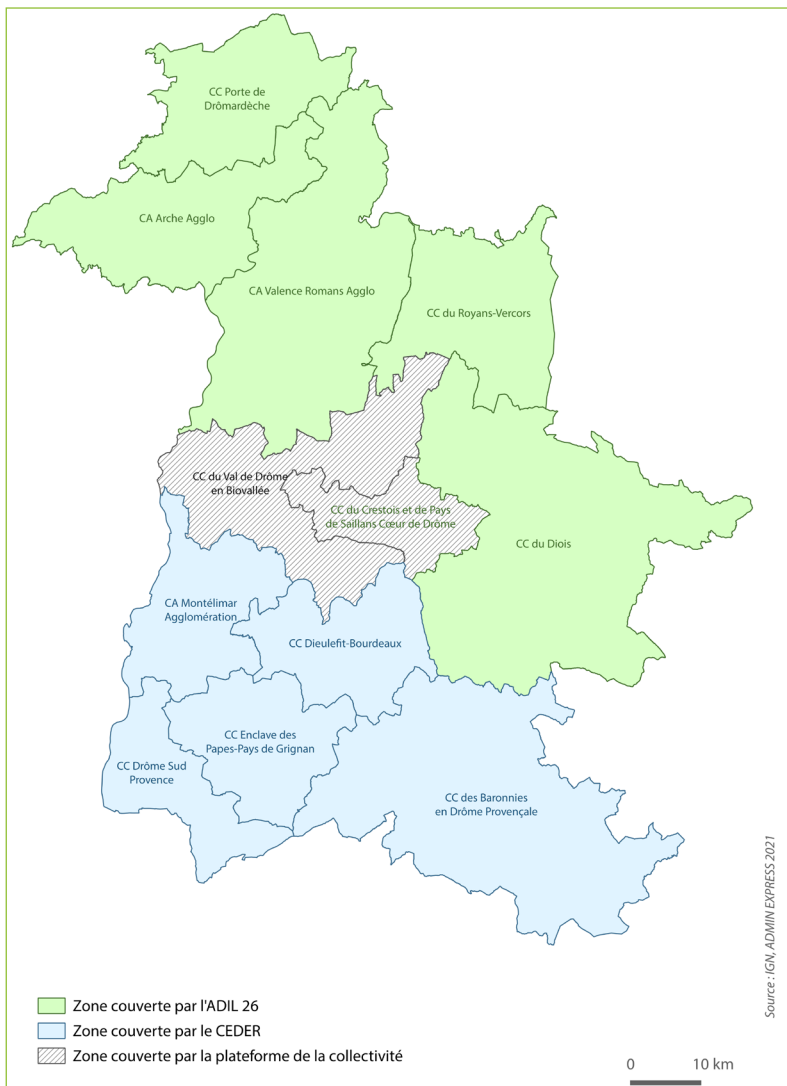 CC Porte de
Drômardèche
CA Arche Agglo
CA Valence Romans Agglo
CC du Royans-Vercors
CC du Val de Drôme
en Biovallée
CC du Crestois et de Pays
de Saillans Cœur de Drôme
CC du Diois
CA Montélimar
Agglomération
CC Dieulefit-Bourdeaux
CC Enclave des
Papes-Pays de Grignan
CC Drôme Sud
Provence
CC des Baronnies
en Drôme Provençale
Source : IGN, ADMIN EXPRESS 2021
Zone couverte par l'ADIL 26
Zone couverte par le CEDER
Zone couverte par la plateforme de la collectivité
0 10 km